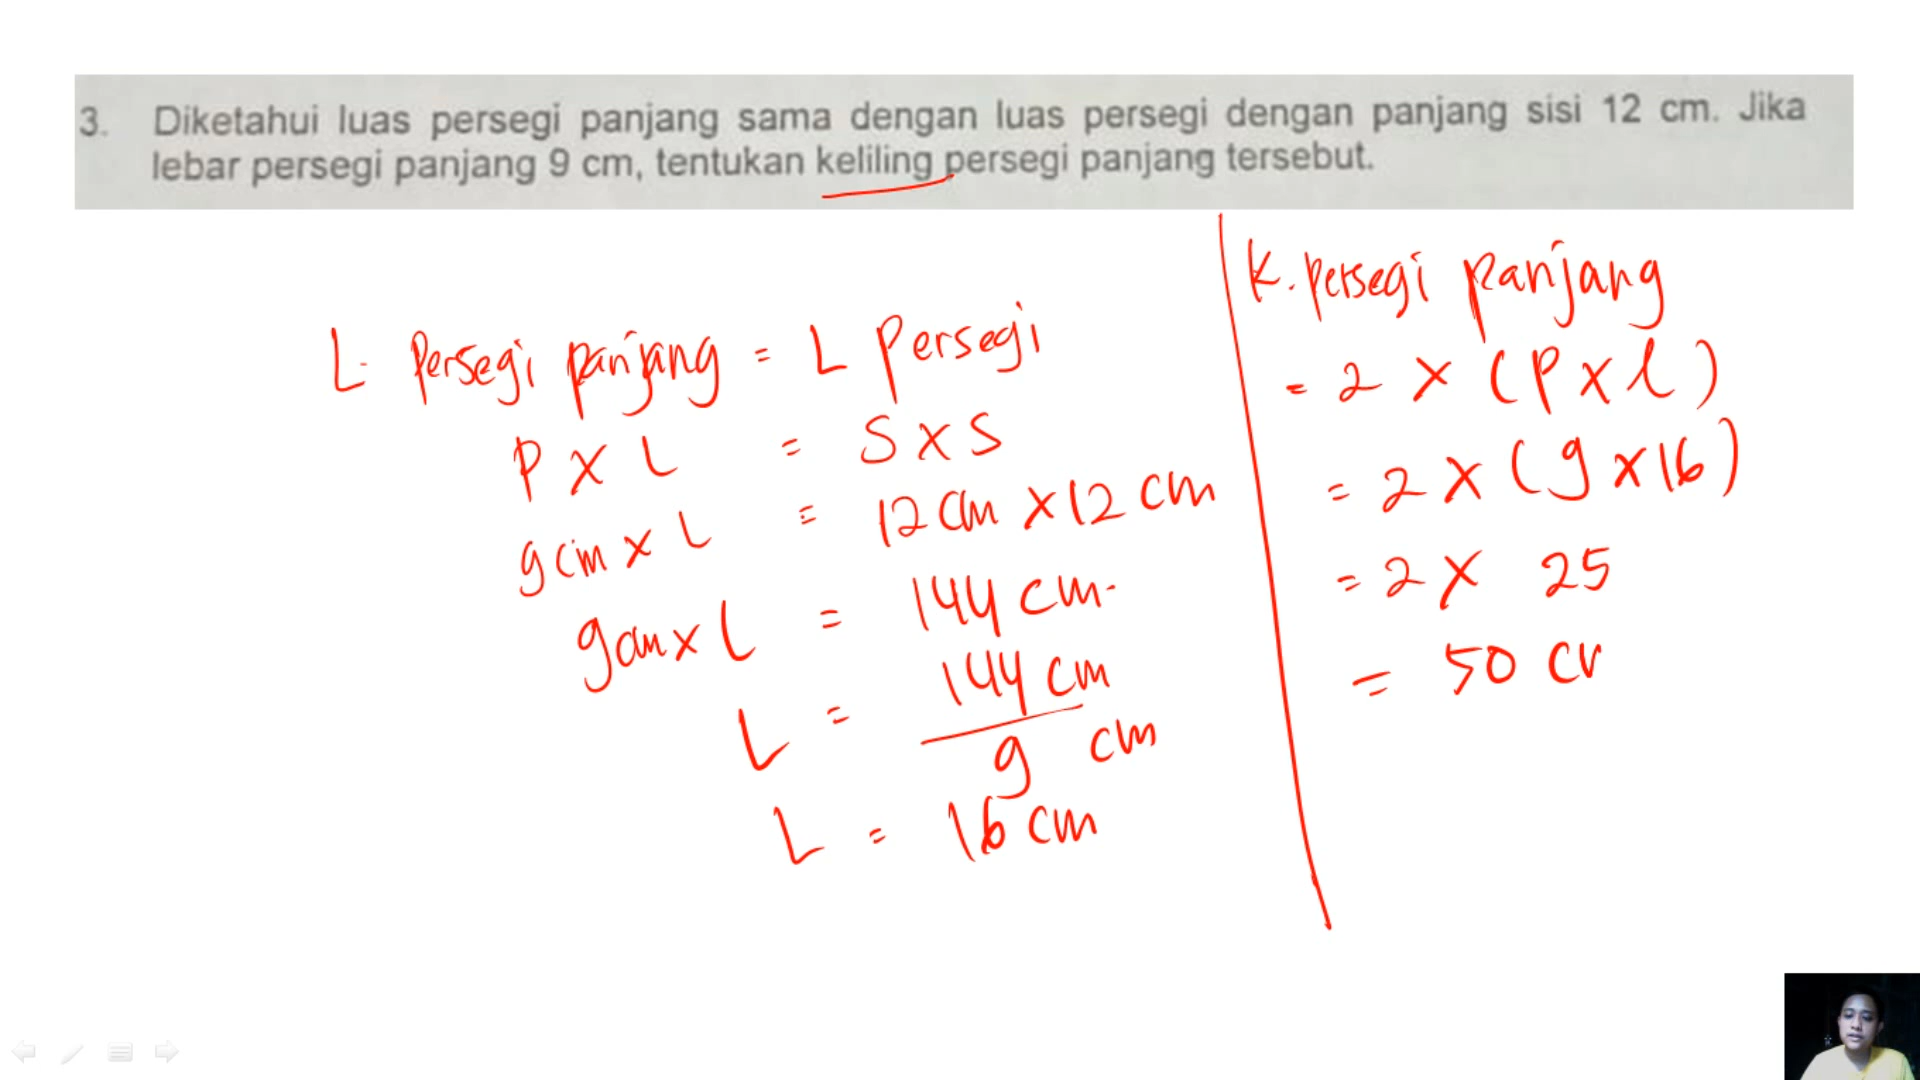 3. Diketahui luas persegi panjang sama dengan luas persegi dengan panjang sisi 12 cm. Jika
lebar persegi panjang 9 cm, tentukan keliling persegi panjang tersebut.
L. Persegi panjang = L Persegi
P X L = S X S
9 cm x L = 12 cm x 12 cm
9 cm x L = 144 cm.
L = 144 cm
9 cm
L = 16 cm
K. persegi panjang
= 2 x (P x l)
= 2 x (9 x 16)
= 2 x 25
= 50 cr